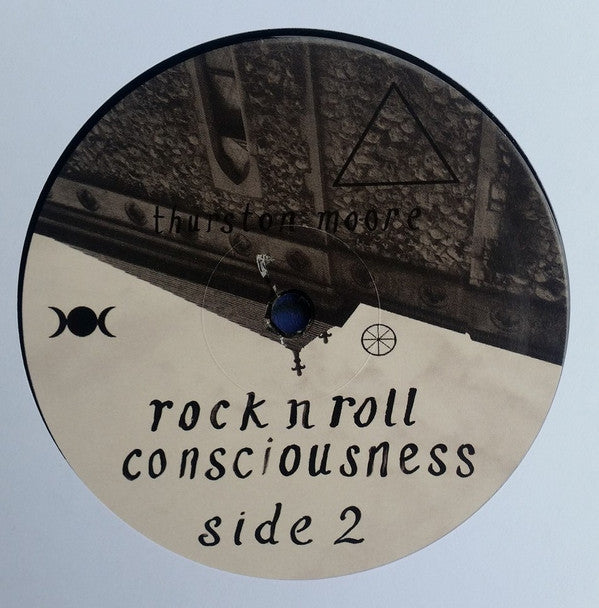 thurston moore
rock n roll
consciousness
side 2